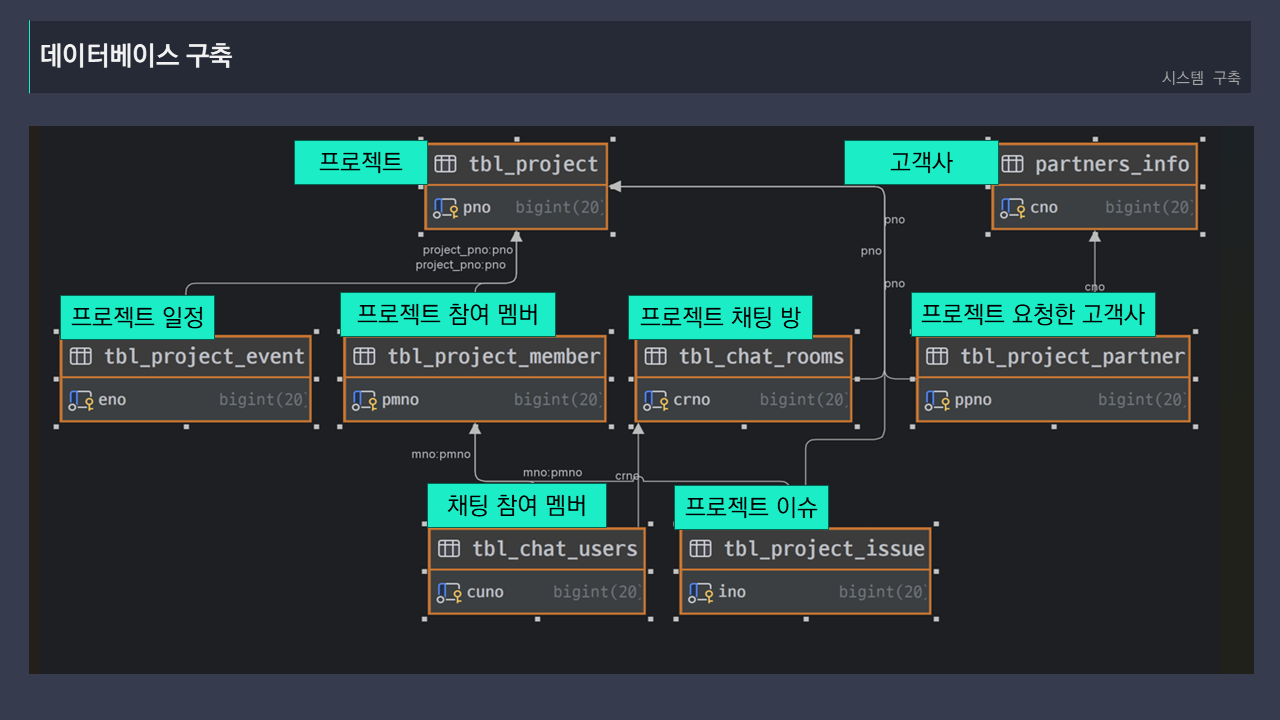 데이터베이스 구축
시스템 구축
프로젝트
tbl_project
pno bigint(20)
고객사
partners_info
cno bigint(20)
project_pno:pno
project_pno:pno
pno
pno
pno
cno
프로젝트 일정
tbl_project_event
eno bigint(20)
프로젝트 참여 멤버
tbl_project_member
pmno bigint(20)
프로젝트 채팅 방
tbl_chat_rooms
crno bigint(20)
프로젝트 요청한 고객사
tbl_project_partner
ppno bigint(20)
mno:pmno
mno:pmno
crno
채팅 참여 멤버
tbl_chat_users
cuno bigint(20)
프로젝트 이슈
tbl_project_issue
ino bigint(20)